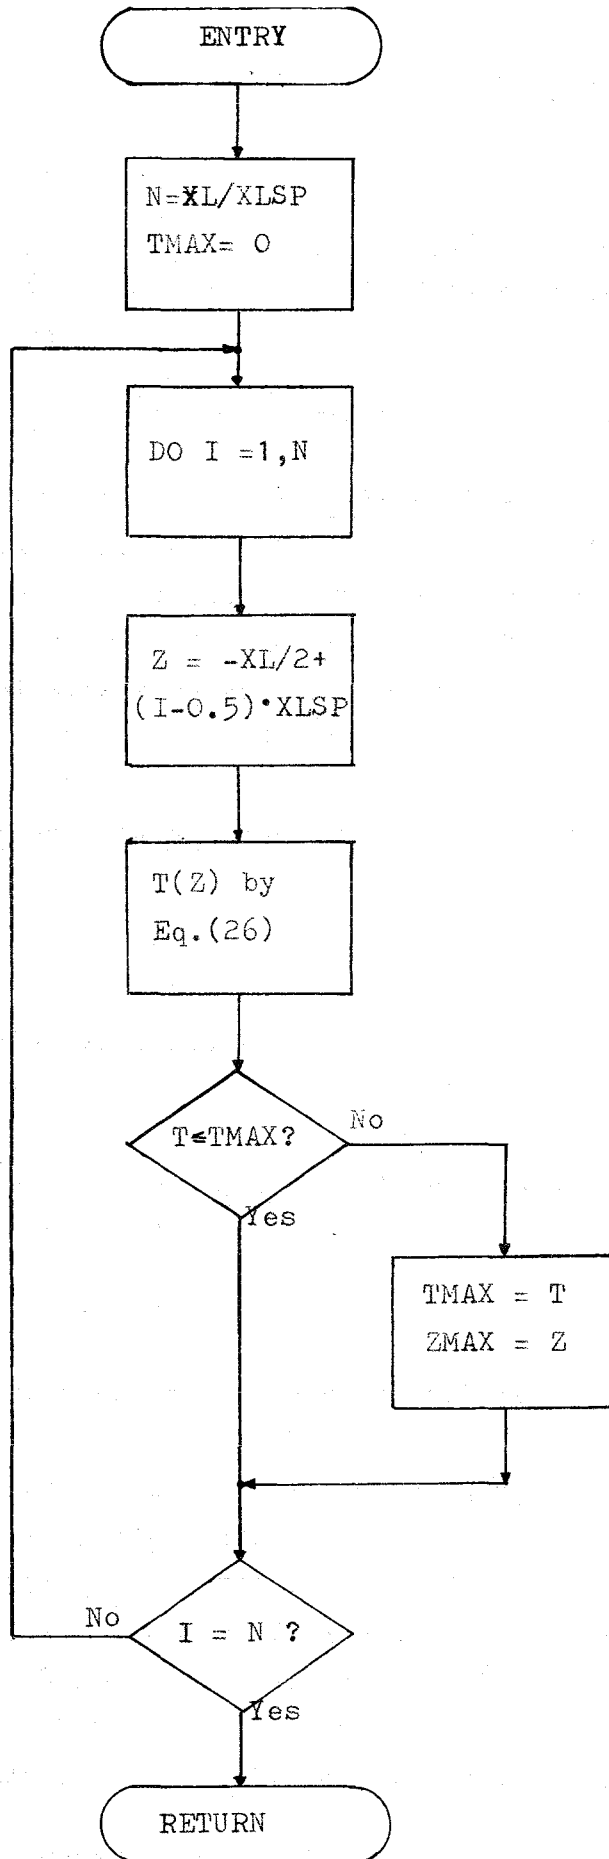 ENTRY
N=XL/XLSP
TMAX= 0
DO I =1,N
Z = -XL/2+
(I-0.5)·XLSP
T(Z) by
Eq.(26)
T≤TMAX?
No
Yes
TMAX = T
ZMAX = Z
I = N ?
No
Yes
RETURN